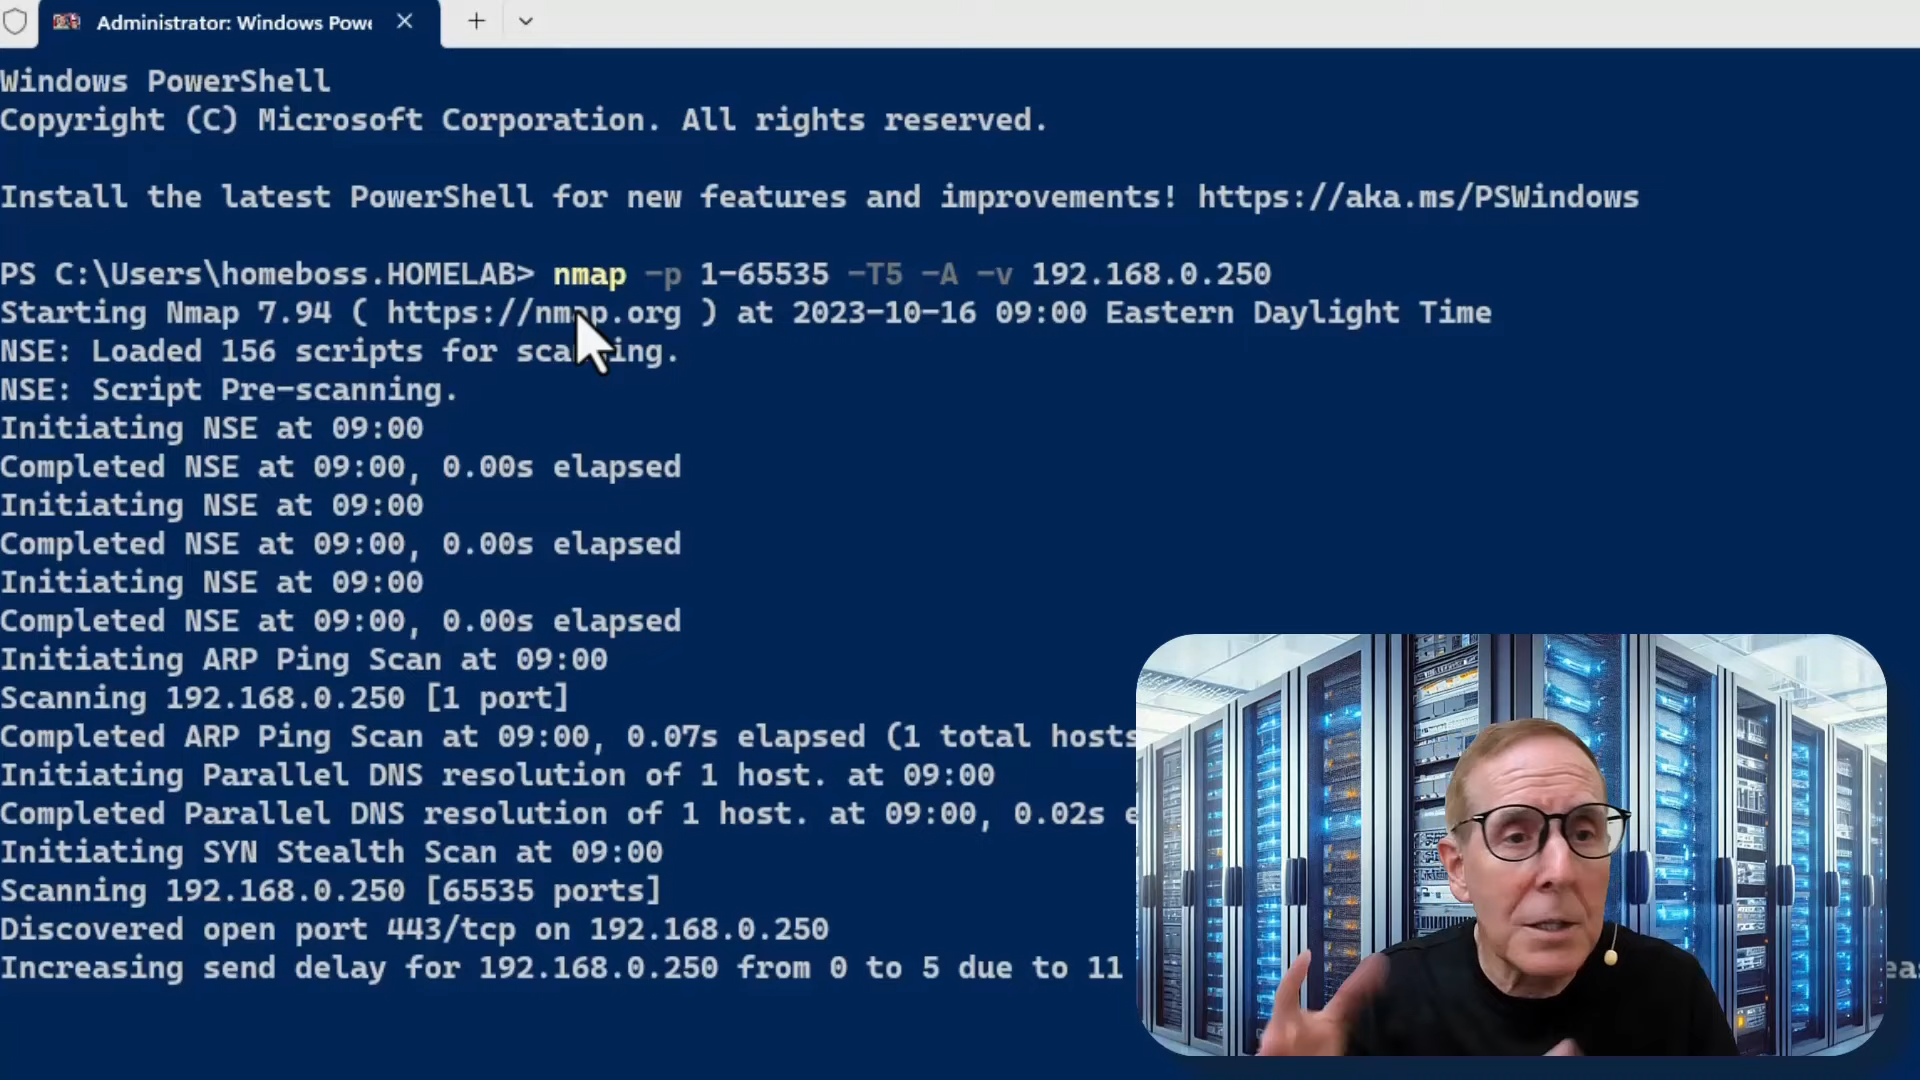 Administrator: Windows Powe
Windows PowerShell
Copyright (C) Microsoft Corporation. All rights reserved.
Install the latest PowerShell for new features and improvements! https://aka.ms/PSWindows
PS C:\Users\homeboss.HOMELAB> nmap -p 1-65535 -T5 -A -v 192.168.0.250
Starting Nmap 7.94 ( https://nmap.org ) at 2023-10-16 09:00 Eastern Daylight Time
NSE: Loaded 156 scripts for scanning.
NSE: Script Pre-scanning.
Initiating NSE at 09:00
Completed NSE at 09:00, 0.00s elapsed
Initiating NSE at 09:00
Completed NSE at 09:00, 0.00s elapsed
Initiating NSE at 09:00
Completed NSE at 09:00, 0.00s elapsed
Initiating ARP Ping Scan at 09:00
Scanning 192.168.0.250 [1 port]
Completed ARP Ping Scan at 09:00, 0.07s elapsed (1 total hosts
Initiating Parallel DNS resolution of 1 host. at 09:00
Completed Parallel DNS resolution of 1 host. at 09:00, 0.02s e
Initiating SYN Stealth Scan at 09:00
Scanning 192.168.0.250 [65535 ports]
Discovered open port 443/tcp on 192.168.0.250
Increasing send delay for 192.168.0.250 from 0 to 5 due to 11